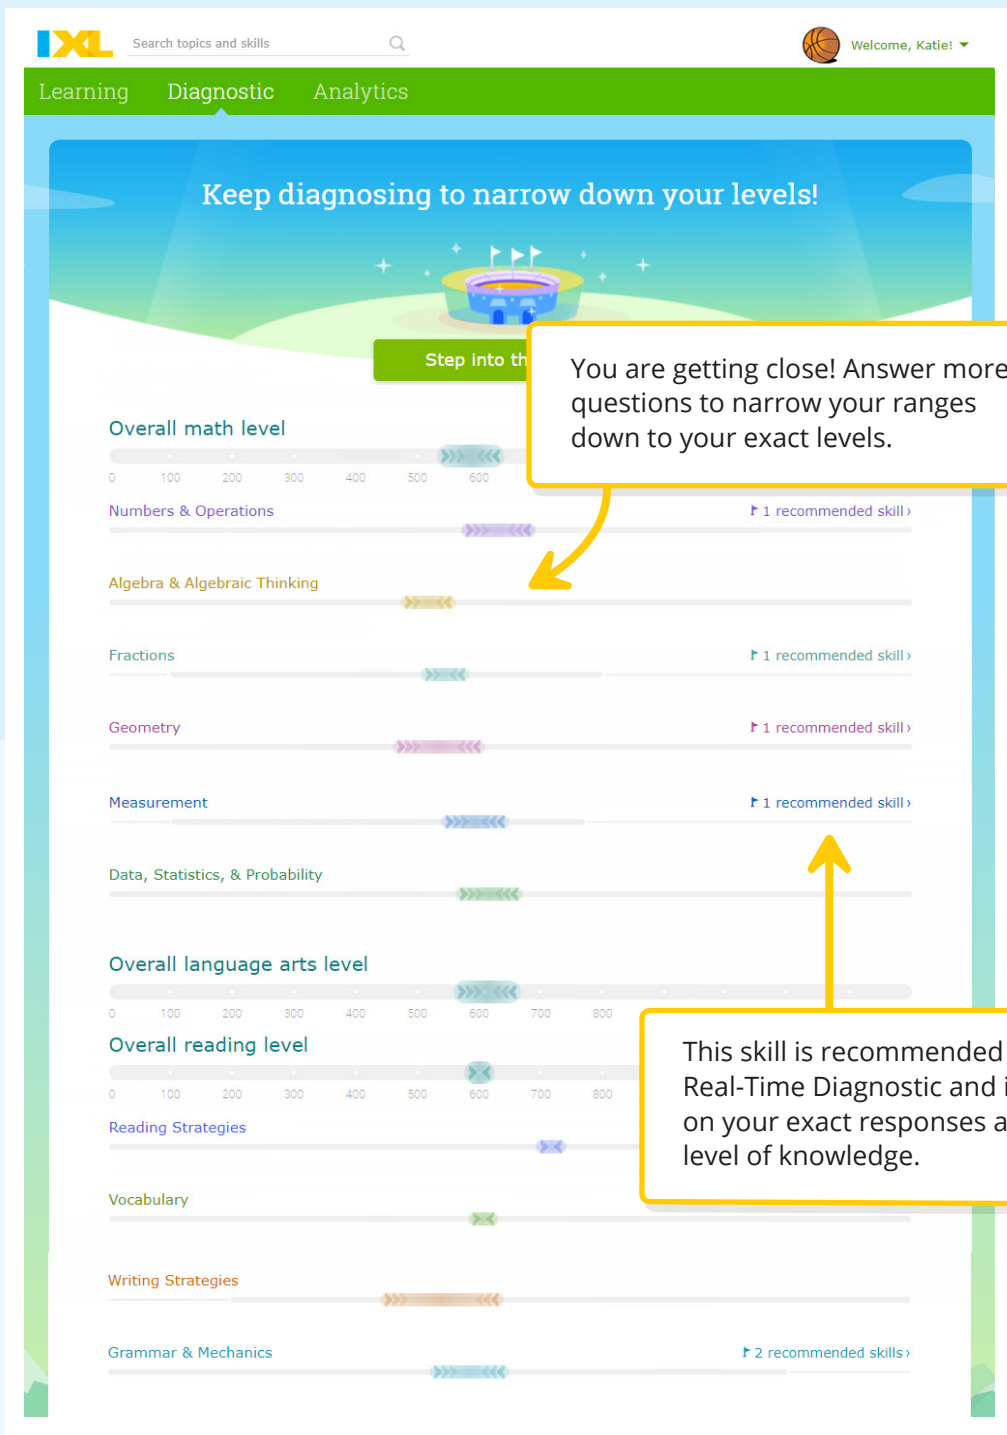 IXL
Search topics and skills
Welcome, Katie!
Learning Diagnostic Analytics
Keep diagnosing to narrow down your levels!
Step into th
You are getting close! Answer more
questions to narrow your ranges
down to your exact levels.
Overall math level
0 100 200 300 400 500 600
Numbers & Operations 1 recommended skill ›
Algebra & Algebraic Thinking
Fractions 1 recommended skill ›
Geometry 1 recommended skill ›
Measurement 1 recommended skill ›
Data, Statistics, & Probability
Overall language arts level
0 100 200 300 400 500 600 700 800
Overall reading level
0 100 200 300 400 500 600 700 800
This skill is recommended
Real-Time Diagnostic and i
on your exact responses a
level of knowledge.
Reading Strategies
Vocabulary
Writing Strategies
Grammar & Mechanics 2 recommended skills ›